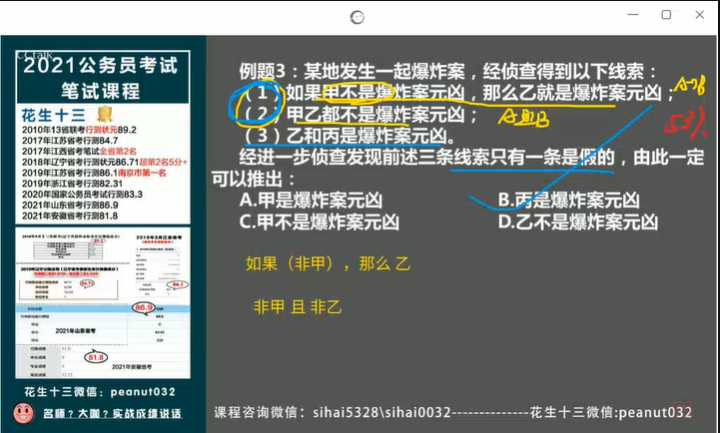 CCtalk
2021公务员考试
笔试课程
花生十三
2010年13省联考行测状元89.2
2017年江苏省考行测84.7
2017年江西省考笔试全省第2名
2018年辽宁省考行测状元86.71超第2名5分+
2019年江苏省考行测86.1南京市第一名
2019年浙江省考行测82.31
2020年国家公务员考试行测83.3
2021年山东省考行测86.9
2021年安徽省考行测81.8
86.9
2021年山东省考
81.8
2021年安徽省考
花生十三微信：peanut032
名师？大咖？实战成绩说话
例题3：某地发生一起爆炸案，经侦查得到以下线索：
（1）如果甲不是爆炸案元凶，那么乙就是爆炸案元凶；
（2）甲乙都不是爆炸案元凶；
（3）乙和丙是爆炸案元凶。
53%
经进一步侦查发现前述三条线索只有一条是假的，由此一定
可以推出：
A.甲是爆炸案元凶
B.丙是爆炸案元凶
C.甲不是爆炸案元凶
D.乙不是爆炸案元凶
如果（非甲），那么 乙
非甲 且 非乙
课程咨询微信：sihai5328\sihai0032--------------花生十三微信:peanut032